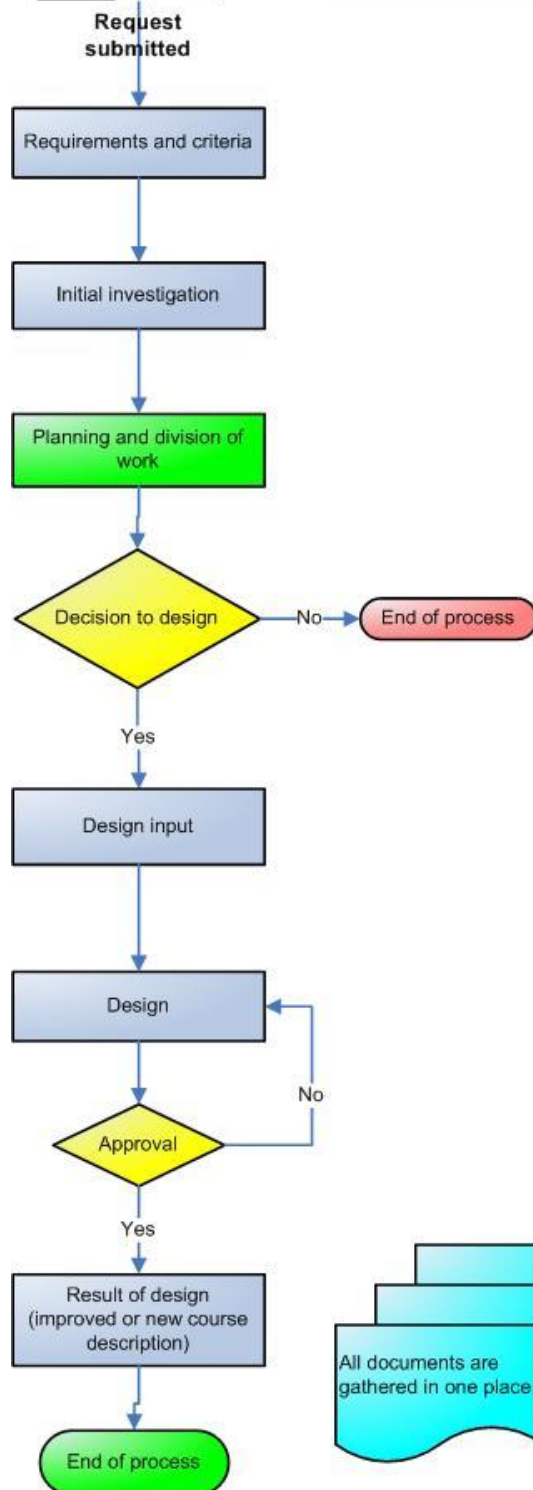 Request
submitted
Requirements and criteria
Initial investigation
Planning and division of
work
Decision to design
No
End of process
Yes
Design input
Design
No
Approval
Yes
Result of design
(improved or new course
description)
All documents are
gathered in one place
End of process